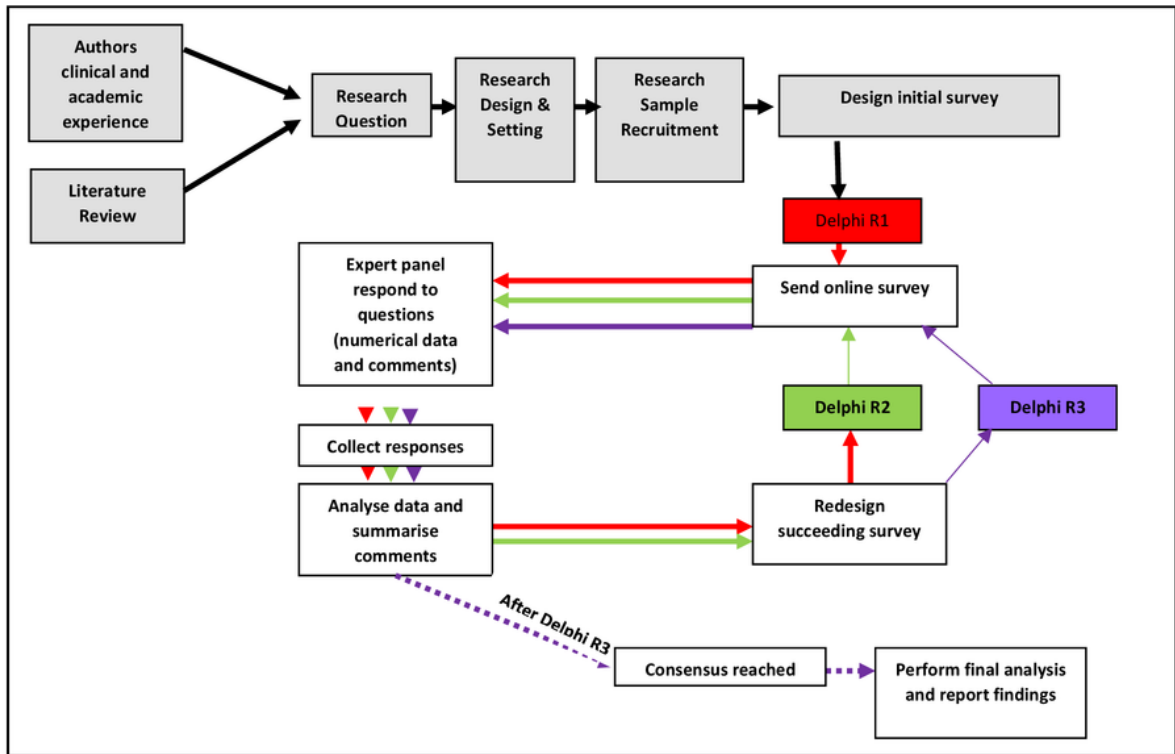 Authors
clinical and
academic
experience
Literature
Review
Research
Question
Research
Design &
Setting
Research
Sample
Recruitment
Design initial survey
Delphi R1
Send online survey
Expert panel
respond to
questions
(numerical data
and comments)
Delphi R2
Delphi R3
Collect responses
Analyse data and
summarise
comments
Redesign
succeeding survey
After Delphi R3
Consensus reached
Perform final analysis
and report findings